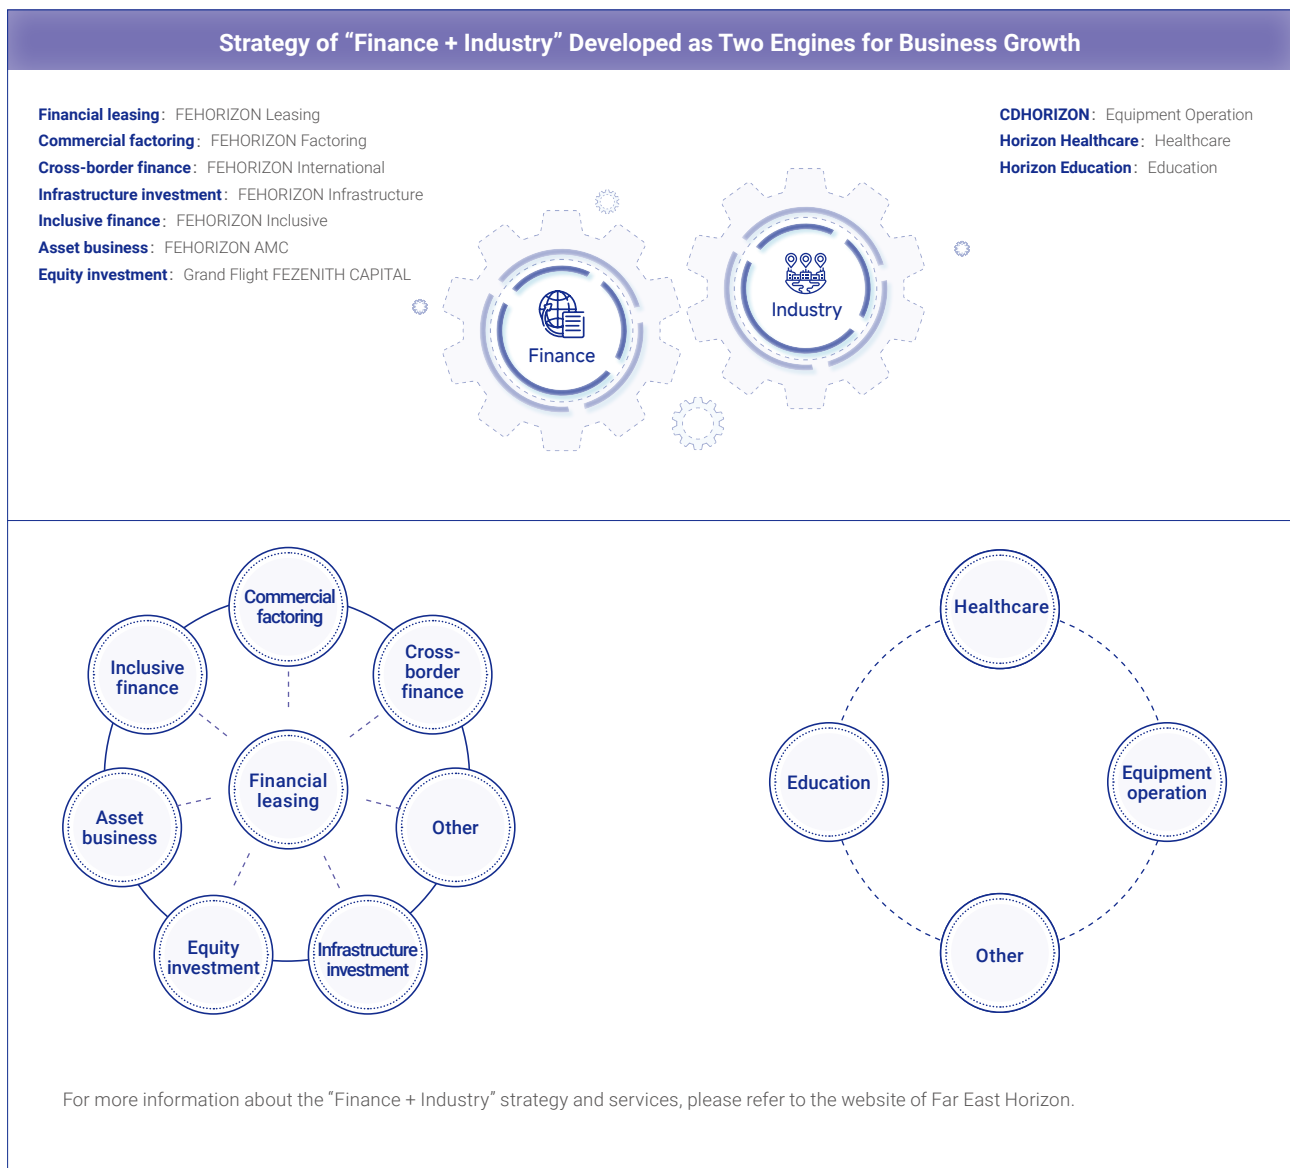 Strategy of “Finance + Industry” Developed as Two Engines for Business Growth
Financial leasing: FEHORIZON Leasing
Commercial factoring: FEHORIZON Factoring
Cross-border finance: FEHORIZON International
Infrastructure investment: FEHORIZON Infrastructure
Inclusive finance: FEHORIZON Inclusive
Asset business: FEHORIZON AMC
Equity investment: Grand Flight FEZENITH CAPITAL
CDHORIZON: Equipment Operation
Horizon Healthcare: Healthcare
Horizon Education: Education
Finance
Industry
Commercial
factoring
Inclusive
finance
Cross-
border
finance
Financial
leasing
Asset
business
Other
Equity
investment
Infrastructure
investment
Healthcare
Education
Equipment
operation
Other
For more information about the “Finance + Industry” strategy and services, please refer to the website of Far East Horizon.